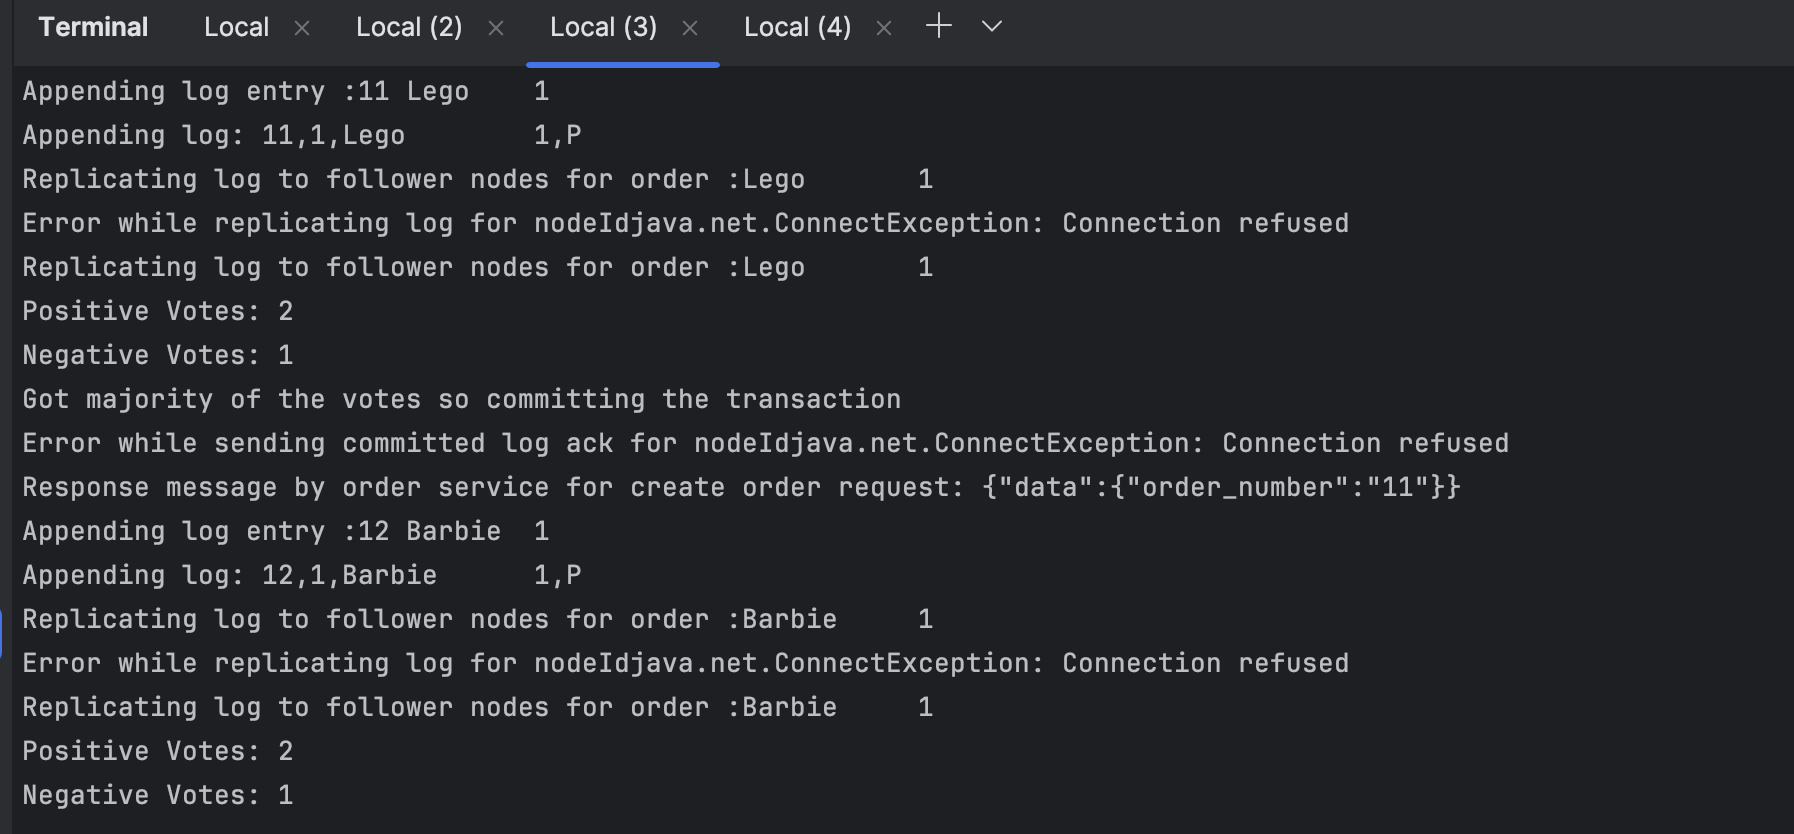 Terminal Local × Local (2) × Local (3) × Local (4) × +
Appending log entry :11 Lego    1
Appending log: 11,1,Lego        1,P
Replicating log to follower nodes for order :Lego       1
Error while replicating log for nodeIdjava.net.ConnectException: Connection refused
Replicating log to follower nodes for order :Lego       1
Positive Votes: 2
Negative Votes: 1
Got majority of the votes so committing the transaction
Error while sending committed log ack for nodeIdjava.net.ConnectException: Connection refused
Response message by order service for create order request: {"data":{"order_number":"11"}}
Appending log entry :12 Barbie  1
Appending log: 12,1,Barbie      1,P
Replicating log to follower nodes for order :Barbie     1
Error while replicating log for nodeIdjava.net.ConnectException: Connection refused
Replicating log to follower nodes for order :Barbie     1
Positive Votes: 2
Negative Votes: 1